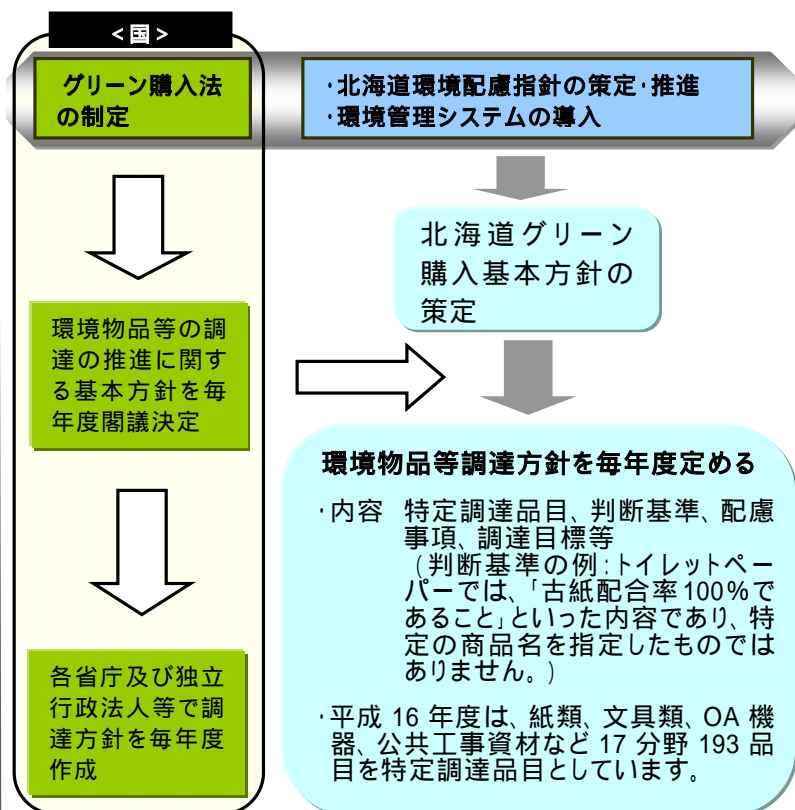 ＜国＞
グリーン購入法
の制定
環境物品等の調
達の推進に関す
る基本方針を毎
年度閣議決定
各省庁及び独立
行政法人等で調
達方針を毎年度
作成
･北海道環境配慮指針の策定･推進
･環境管理システムの導入
北海道グリーン
購入基本方針の
策定
環境物品等調達方針を毎年度定める
･内容 特定調達品目、判断基準、配慮
事項、調達目標等
（判断基準の例：トイレットペー
パーでは、「古紙配合率100％で
あること」といった内容であり、特
定の商品名を指定したものでは
ありません。）
･平成 16 年度は、紙類、文具類、OA 機
器、公共工事資材など 17 分野 193 品
目を特定調達品目としています。